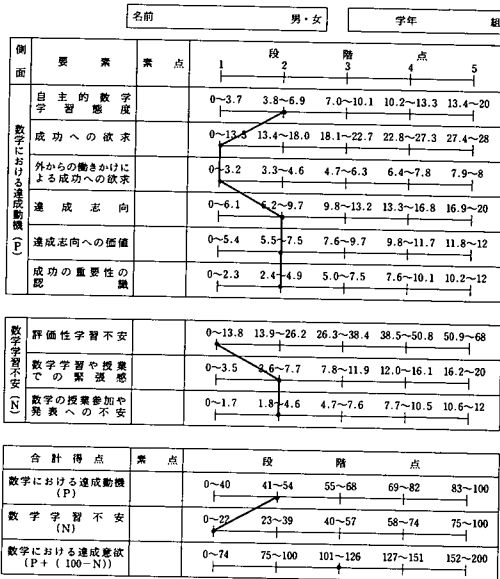 名前 男・女 学年 組
側面 要素 素点 段階点
1 2 3 4 5
数学における達成動機(P)
自主的数学学習態度 0～3.7 3.8～6.9 7.0～10.1 10.2～13.3 13.4～20
成功への欲求 0～13.3 13.4～18.0 18.1～22.7 22.8～27.3 27.4～28
外からの働きかけによる成功への欲求 0～3.2 3.3～4.6 4.7～6.3 6.4～7.8 7.9～8
達成志向 0～6.1 6.2～9.7 9.8～13.2 13.3～16.8 16.9～20
達成志向への価値 0～5.4 5.5～7.5 7.6～9.7 9.8～11.7 11.8～12
成功の重要性の認識 0～2.3 2.4～4.9 5.0～7.5 7.6～10.1 10.2～12
数学学習不安(N)
評価性学習不安 0～13.8 13.9～26.2 26.3～38.4 38.5～50.8 50.9～68
数学学習や授業での緊張感 0～3.5 3.6～7.7 7.8～11.9 12.0～16.1 16.2～20
数学の授業参加や発表への不安 0～1.7 1.8～4.6 4.7～7.6 7.7～10.5 10.6～12
合計得点 素点 段階点
数学における達成動機(P) 0～40 41～54 55～68 69～82 83～100
数学学習不安(N) 0～22 23～39 40～57 58～74 75～100
数学における達成意欲(P+(100-N)) 0～74 75～100 101～126 127～151 152～200